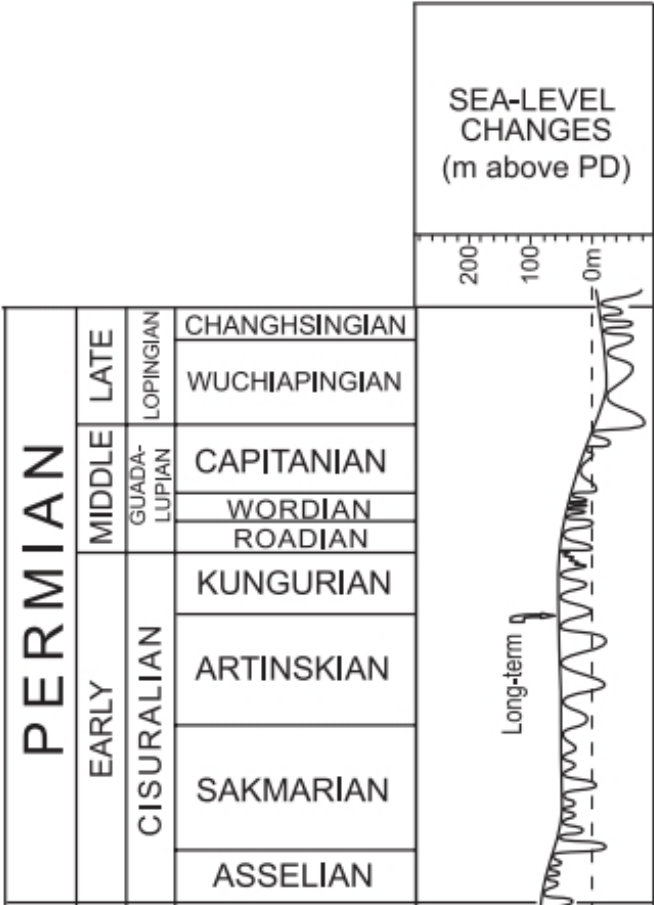 SEA-LEVEL
CHANGES
(m above PD)
200
100
0m
PERMIAN
LATE
LOPINGIAN
CHANGHSINGIAN
WUCHIAPINGIAN
MIDDLE
GUADA-
LUPIAN
CAPITANIAN
WORDIAN
ROADIAN
EARLY
CISURALIAN
KUNGURIAN
ARTINSKIAN
SAKMARIAN
ASSELIAN
Long-term